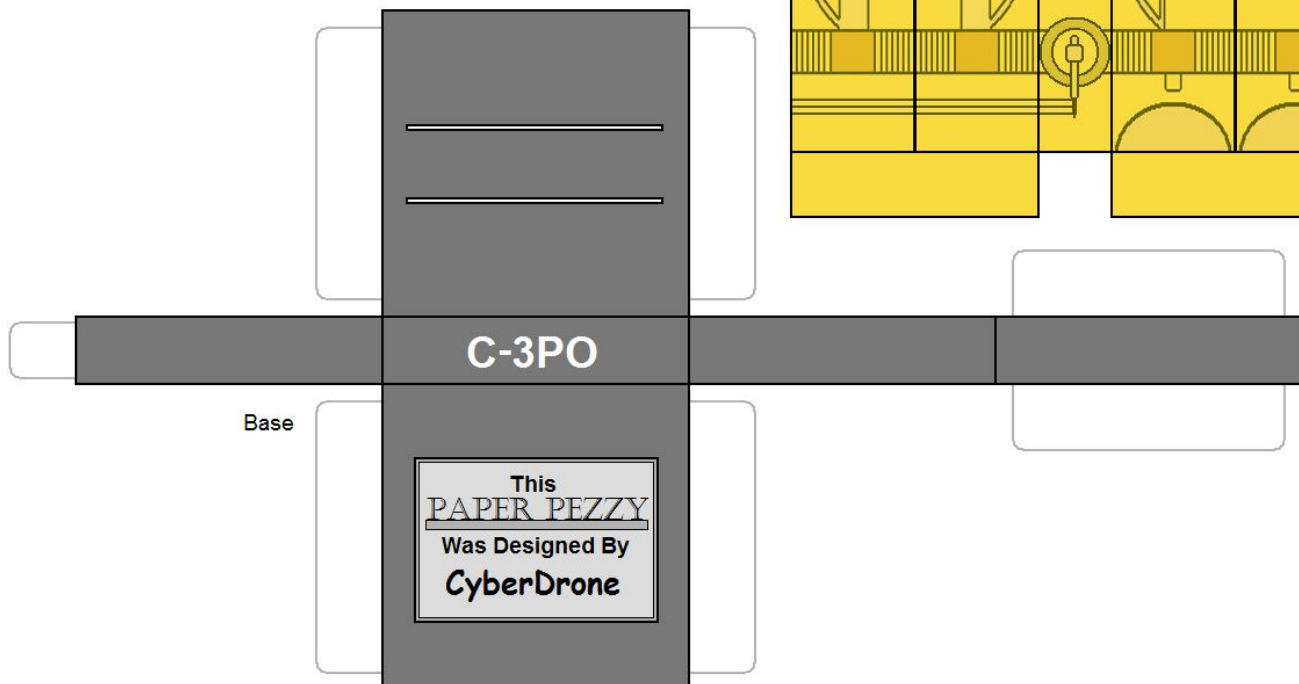 C-3PO
Base
This
PAPER PEZZY
Was Designed By
CyberDrone